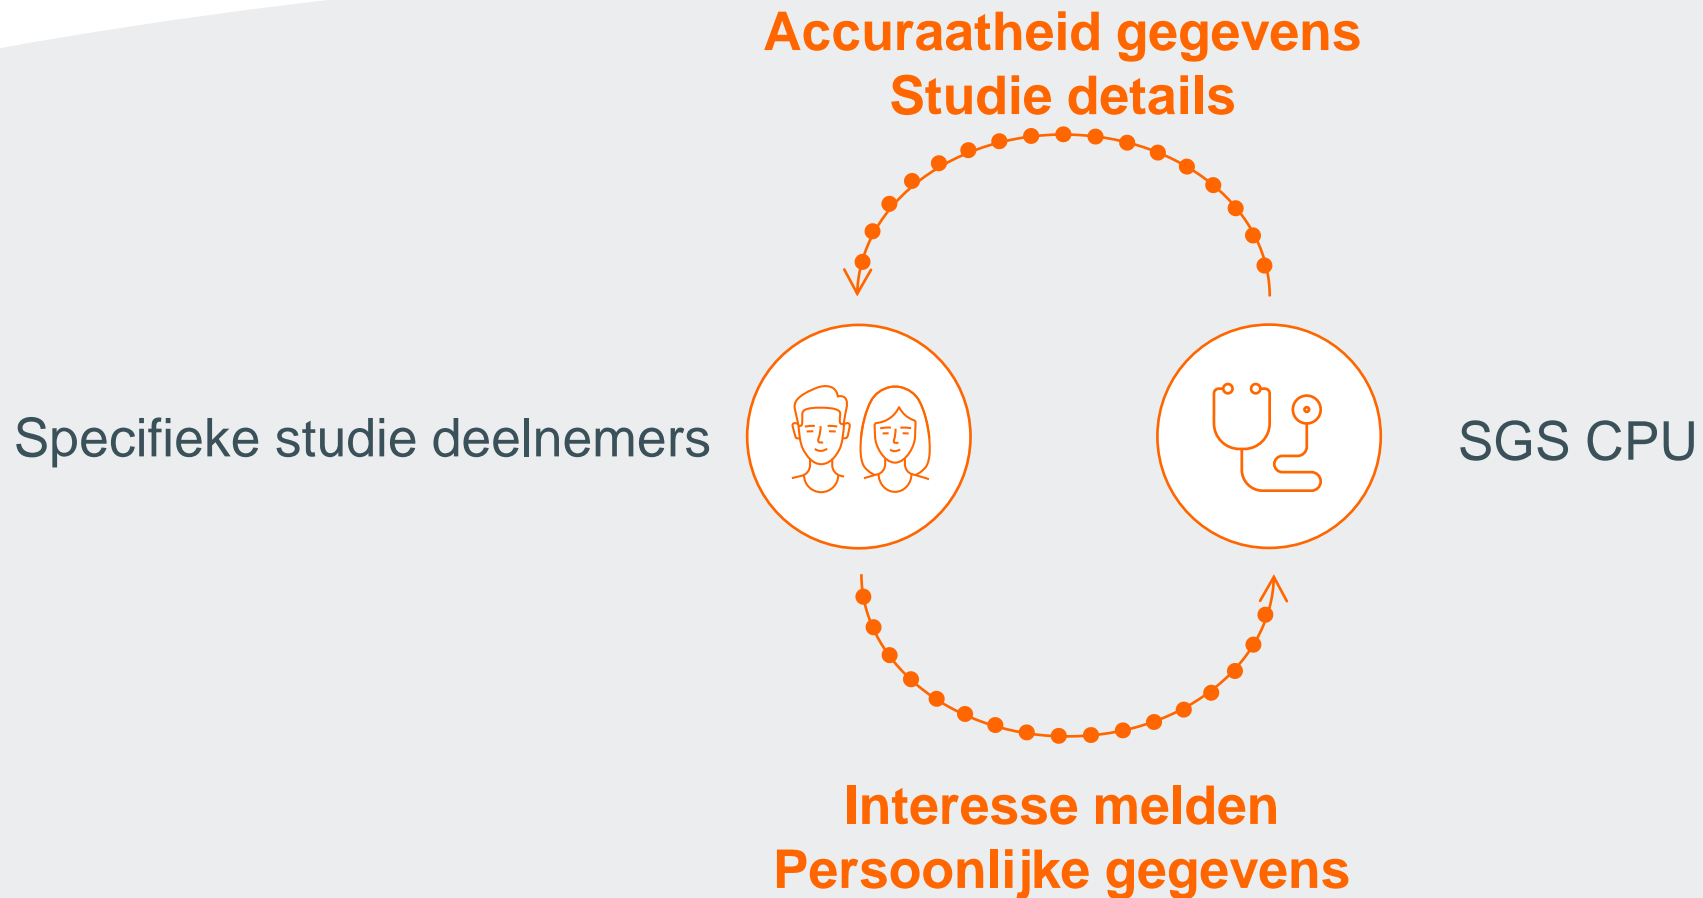 Accuraatheid gegevens
Studie details
Specifieke studie deelnemers
SGS CPU
Interesse melden
Persoonlijke gegevens